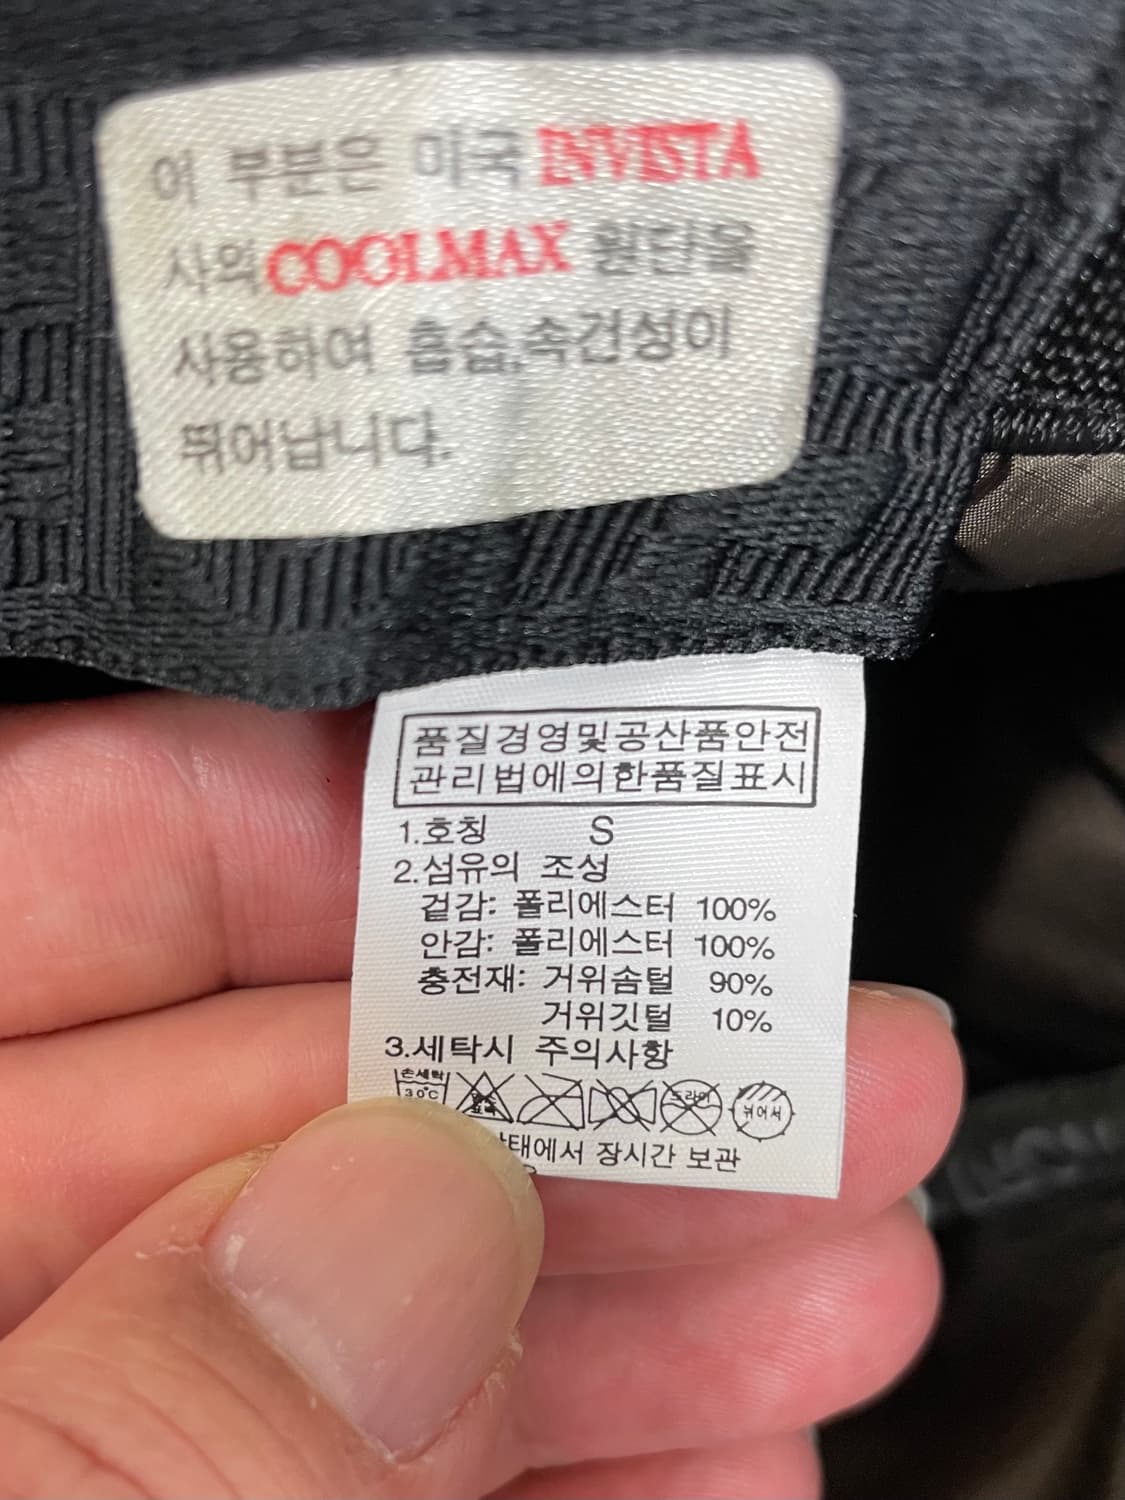 이 부분은 미국 INVISTA
사의 COOLMAX 원단을
사용하여 흡습,속건성이
뛰어납니다.
품질경영및공산품안전
관리법에의한품질표시
1.호칭 S
2.섬유의 조성
겉감: 폴리에스터 100%
안감: 폴리에스터 100%
충전재: 거위솜털 90%
거위깃털 10%
3.세탁시 주의사항
손세탁
30℃
드라이
뉘어서
장시간 보관